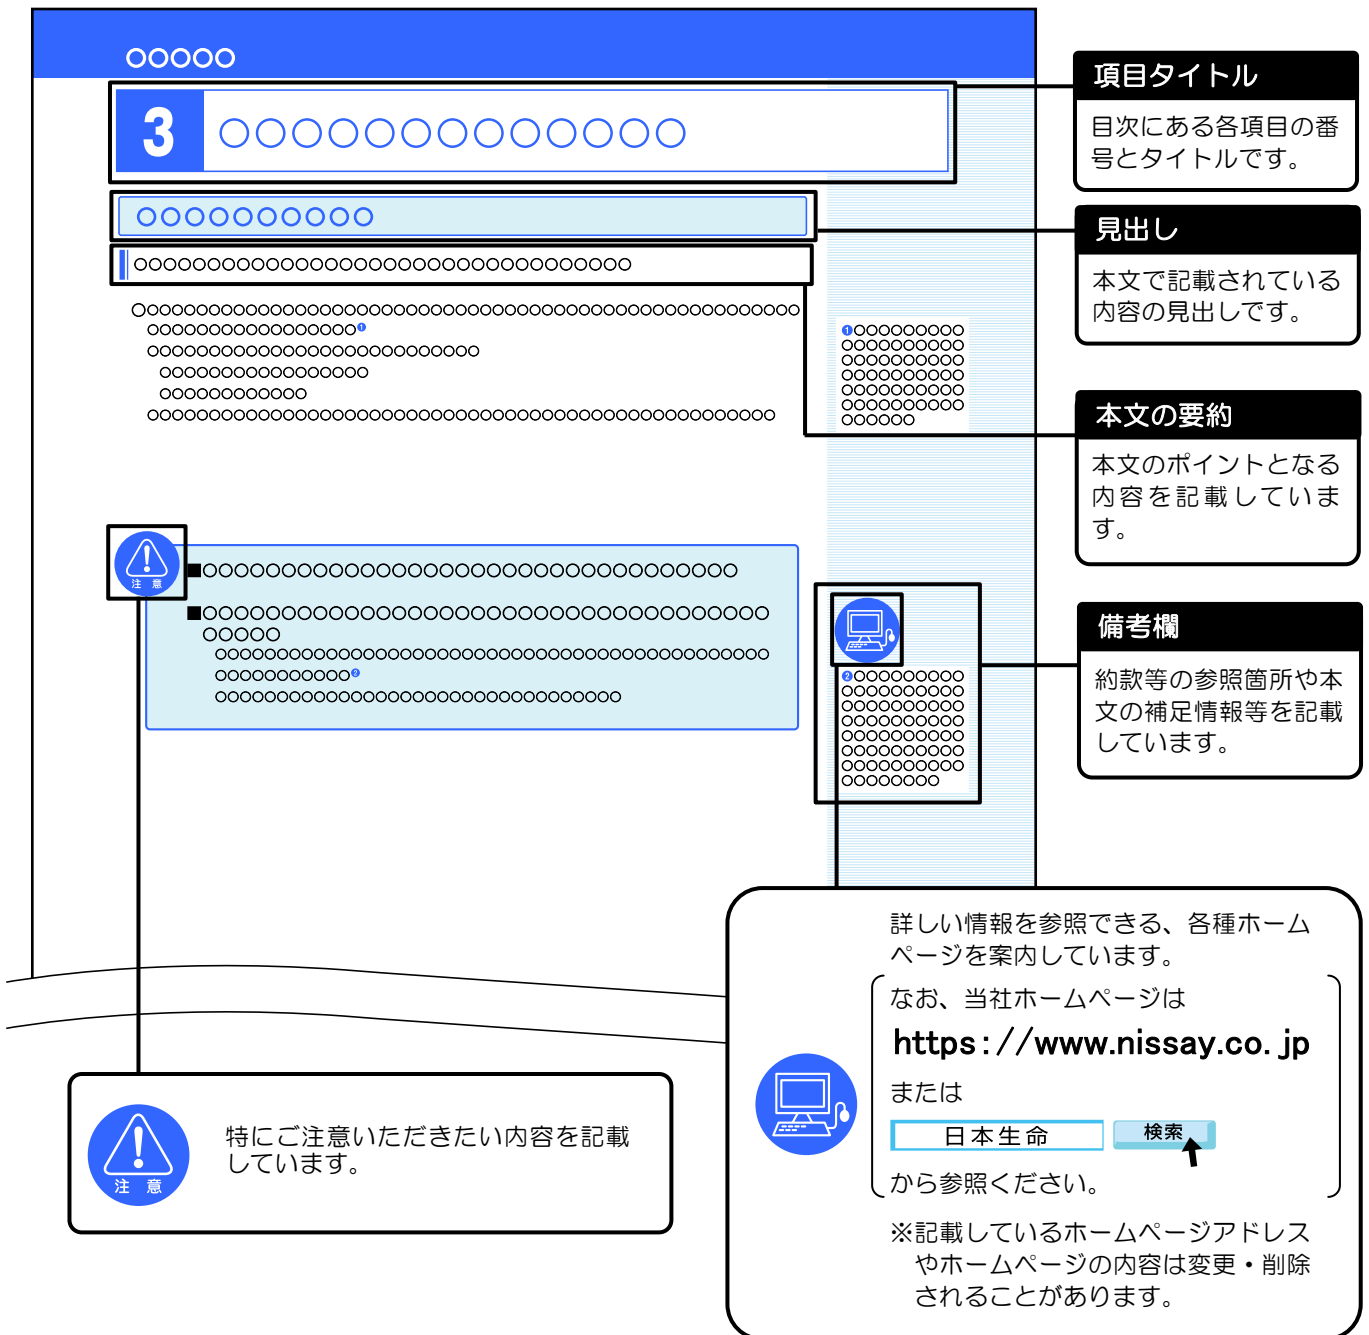 ○○○○○
3 ○○○○○○○○○○○○○
○○○○○○○○○○
項目タイトル
目次にある各項目の番
号とタイトルです。
見出し
本文で記載されている
内容の見出しです。
本文の要約
本文のポイントとなる
内容を記載していま
す。
備考欄
約款等の参照箇所や本
文の補足情報等を記載
しています。
注意
注意
特にご注意いただきたい内容を記載
しています。
詳しい情報を参照できる、各種ホーム
ページを案内しています。
なお、当社ホームページは
https://www.nissay.co.jp
または
日本生命 検索
から参照ください。
※記載しているホームページアドレス
やホームページの内容は変更・削除
されることがあります。